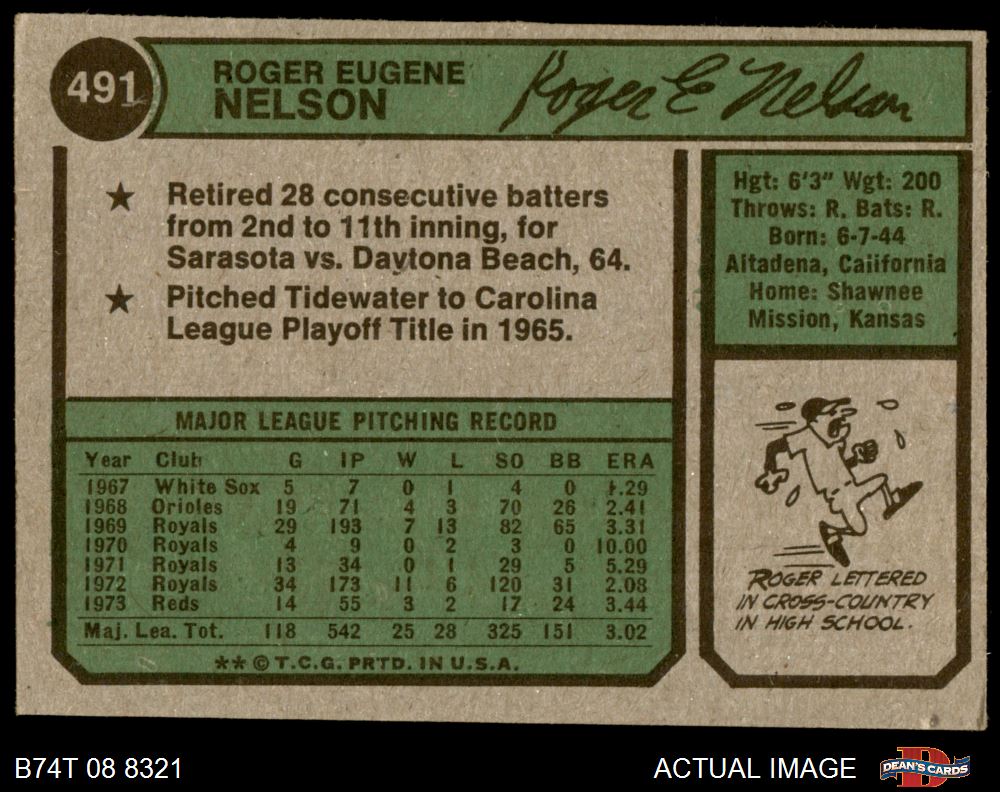 491
ROGER EUGENE
NELSON
Roger E Nelson
★ Retired 28 consecutive batters
from 2nd to 11th inning, for
Sarasota vs. Daytona Beach, 64.
★ Pitched Tidewater to Carolina
League Playoff Title in 1965.
Hgt: 6'3" Wgt: 200
Throws: R. Bats: R.
Born: 6-7-44
Altadena, California
Home: Shawnee
Mission, Kansas
MAJOR LEAGUE PITCHING RECORD
Year Club G IP W L SO BB ERA
1967 White Sox 5 7 0 1 4 0 1.29
1968 Orioles 19 71 4 3 70 26 2.41
1969 Royals 29 193 7 13 82 65 3.31
1970 Royals 4 9 0 2 3 0 10.00
1971 Royals 13 34 0 1 29 5 5.29
1972 Royals 34 173 11 6 120 31 2.08
1973 Reds 14 55 3 2 17 24 3.44
Maj. Lea. Tot. 118 542 25 28 325 151 3.02
** © T.C.G. PRTD. IN U.S.A.
ROGER LETTERED
IN CROSS-COUNTRY
IN HIGH SCHOOL.
B74T 08 8321
ACTUAL IMAGE
DEAN'S CARDS